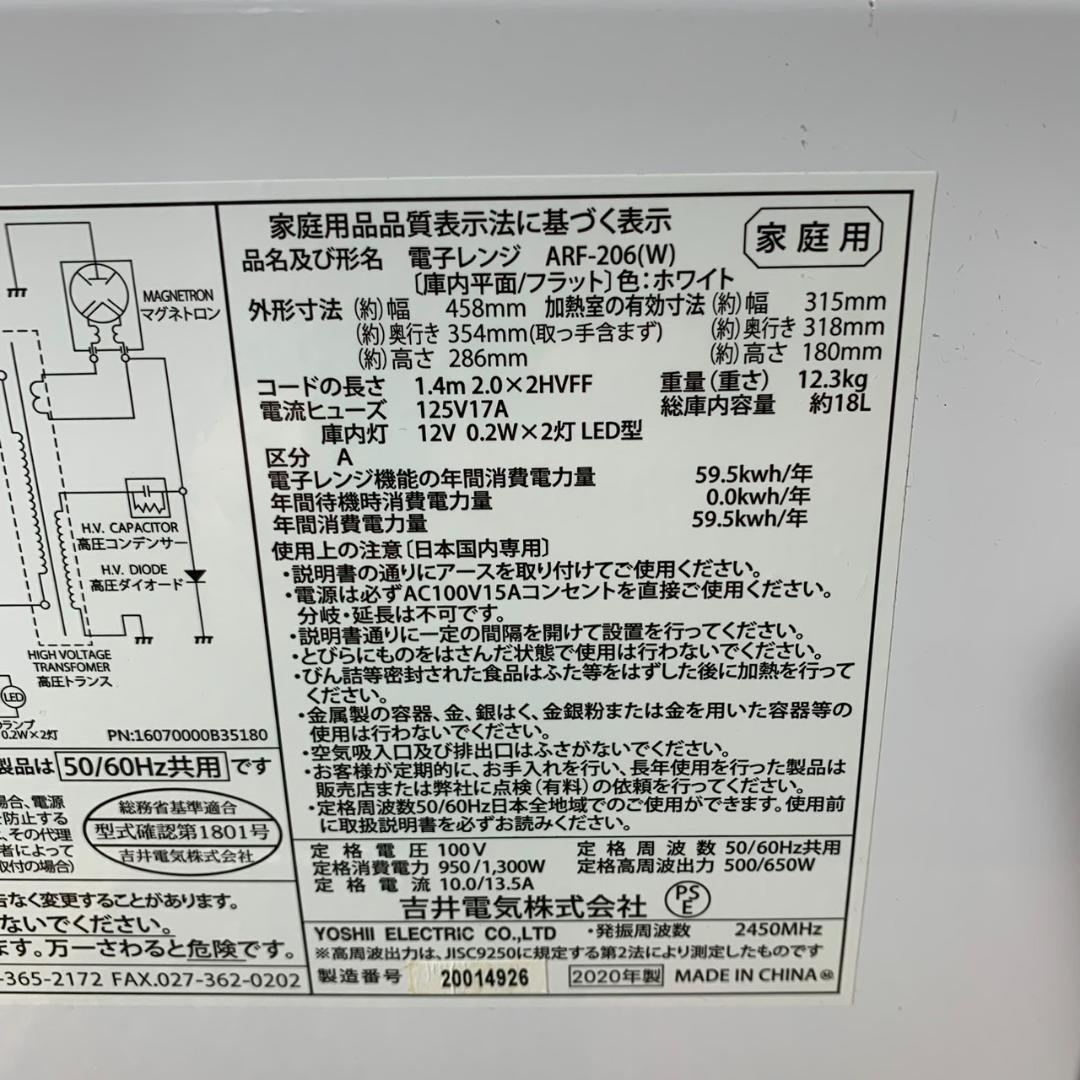 MAGNETRON
マグネトロン
H.V. CAPACITOR
高圧コンデンサー
H.V. DIODE
高圧ダイオード
HIGH VOLTAGE
TRANSFOMER
高圧トランス
LED
ランプ
0.2W×2灯
PN:16070000B35180
製品は 50/60Hz共用 です
場合、電源
を防止する
、その代理
者によって
取付の場合)
総務省基準適合
型式確認第1801号
吉井電気株式会社
なく変更することがあります。
ないでください。
ます。万一さわると危険です。
-365-2172 FAX.027-362-0202
家庭用品品質表示法に基づく表示
家庭用
品名及び形名 電子レンジ ARF-206(W)
〔庫内平面/フラット〕色:ホワイト
外形寸法 (約)幅 458mm 加熱室の有効寸法 (約)幅 315mm
(約)奥行き 354mm(取っ手含まず) (約)奥行き 318mm
(約)高さ 286mm (約)高さ 180mm
コードの長さ 1.4m 2.0×2HVFF 重量(重さ) 12.3kg
電流ヒューズ 125V17A 総庫内容量 約18L
庫内灯 12V 0.2W×2灯 LED型
区分 A
電子レンジ機能の年間消費電力量 59.5kwh/年
年間待機時消費電力量 0.0kwh/年
年間消費電力量 59.5kwh/年
使用上の注意〔日本国内専用〕
・説明書の通りにアースを取り付けてご使用ください。
・電源は必ずAC100V15Aコンセントを直接ご使用ください。
分岐・延長は不可です。
・説明書通りに一定の間隔を開けて設置を行ってください。
・とびらにものをはさんだ状態で使用は行わないでください。
・びん詰等密封された食品はふた等をはずした後に加熱を行って
ください。
・金属製の容器、金、銀はく、金銀粉または金を用いた容器等の
使用は行わないでください。
・空気吸入口及び排出口はふさがないでください。
・お客様が定期的に、お手入れを行い、長年使用を行った製品は
販売店または弊社に点検(有料)の依頼を行ってください。
・定格周波数50/60Hz日本全地域でのご使用ができます。使用前
に取扱説明書を必ずお読みください。
定格電圧 100V 定格周波数 50/60Hz共用
定格消費電力 950/1,300W 定格高周波出力 500/650W
定格電流 10.0/13.5A
吉井電気株式会社 PSE
YOSHII ELECTRIC CO.,LTD ・発振周波数 2450MHz
※高周波出力は、JISC9250に規定する第2法により測定したものです
製造番号 20014926 2020年製 MADE IN CHINA